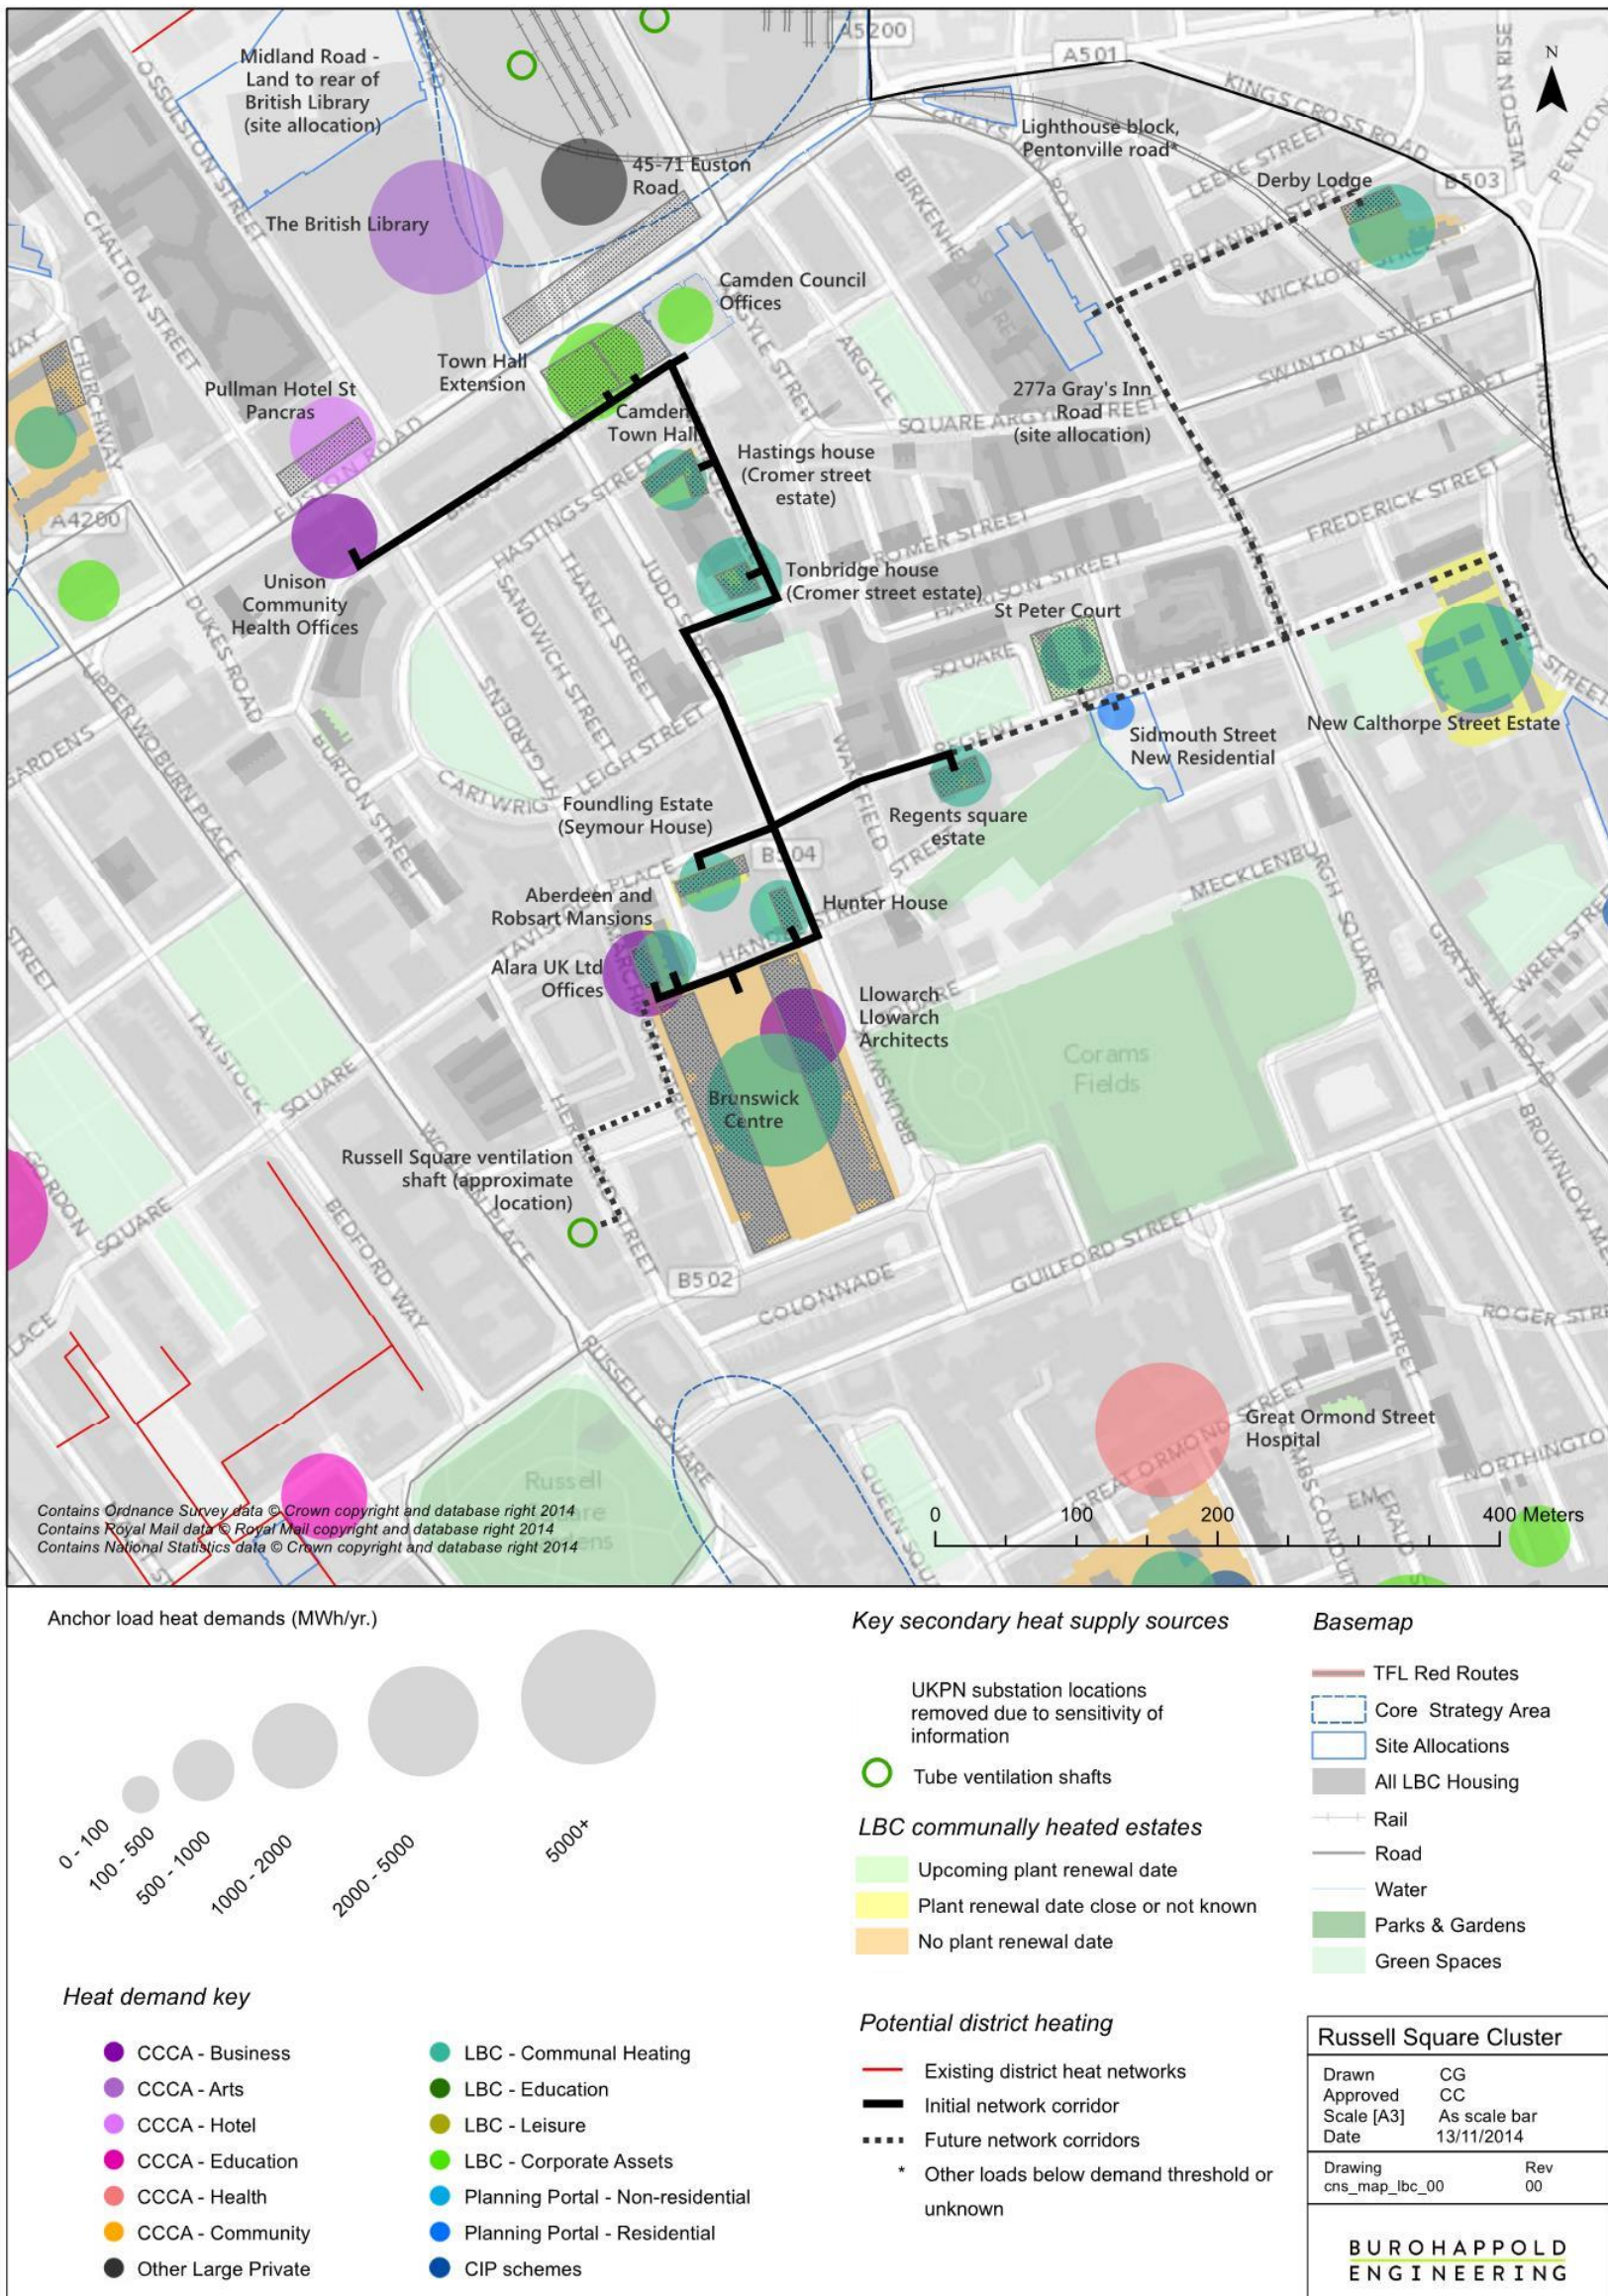 A5200
A501
N
Midland Road -
Land to rear of
British Library
(site allocation)
OSSULSTON STREET
KINGS CROSS ROAD
WESTON RISE
Lighthouse block,
Pentonville road*
LEEKE STREET
45-71 Euston
Road
Derby Lodge
B503
BRITANNIA STREET
The British Library
CHALTON STREET
ROAD
WICKLOW STREET
Camden Council
Offices
ARGYLE STREET
ARGYLE
SWINTON STREET
Town Hall
Extension
Pullman Hotel St
Pancras
CHURCHWAY
Camden
Town Hall
SQUARE
277a Gray's Inn
Road
(site allocation)
ACTON STREET
EUSTON ROAD
Hastings house
(Cromer street
estate)
HASTINGS STREET
A4200
FREDERICK STREET
Unison
Community
Health Offices
THANET STREET
SANDWICH STREET
JUDD STREET
Tonbridge house
(Cromer street estate)
HARRISON STREET
St Peter Court
DUKES ROAD
SQUARE
SIDMOUTH STREET
UPPER WOBURN PLACE
New Calthorpe Street Estate
Sidmouth Street
New Residential
REGENT
LEIGH STREET
BURTON STREET
GARDENS
Foundling Estate
(Seymour House)
Regents square
estate
B504
MECKLENBURGH SQUARE
TAVISTOCK PLACE
Aberdeen and
Robsart Mansions
Hunter House
Alara UK Ltd
Offices
GRAYS INN ROAD
Llowarch
Llowarch
Architects
TAVISTOCK
SQUARE
Corams
Fields
Brunswick
Centre
BROWNLOW
Russell Square ventilation
shaft (approximate
location)
GORDON
SQUARE
WOBURN PLACE
BEDFORD WAY
B502
GUILFORD STREET
COLONNADE
MILLMAN STREET
RUSSELL SQUARE
GREAT ORMOND STREET
Great Ormond Street
Hospital
Russell
Contains Ordnance Survey data © Crown copyright and database right 2014
Contains Royal Mail data © Royal Mail copyright and database right 2014
Contains National Statistics data © Crown copyright and database right 2014
EMERALD
0 100 200 400 Meters
Anchor load heat demands (MWh/yr.)
0 - 100
100 - 500
500 - 1000
1000 - 2000
2000 - 5000
5000+
Heat demand key
CCCA - Business
CCCA - Arts
CCCA - Hotel
CCCA - Education
CCCA - Health
CCCA - Community
Other Large Private
LBC - Communal Heating
LBC - Education
LBC - Leisure
LBC - Corporate Assets
Planning Portal - Non-residential
Planning Portal - Residential
CIP schemes
Key secondary heat supply sources
UKPN substation locations
removed due to sensitivity of
information
Tube ventilation shafts
LBC communally heated estates
Upcoming plant renewal date
Plant renewal date close or not known
No plant renewal date
Potential district heating
Existing district heat networks
Initial network corridor
Future network corridors
* Other loads below demand threshold or
unknown
Basemap
TFL Red Routes
Core Strategy Area
Site Allocations
All LBC Housing
Rail
Road
Water
Parks & Gardens
Green Spaces
Russell Square Cluster
Drawn CG
Approved CC
Scale [A3] As scale bar
Date 13/11/2014
Drawing Rev
cns_map_lbc_00 00
BUROHAPPOLD
ENGINEERING